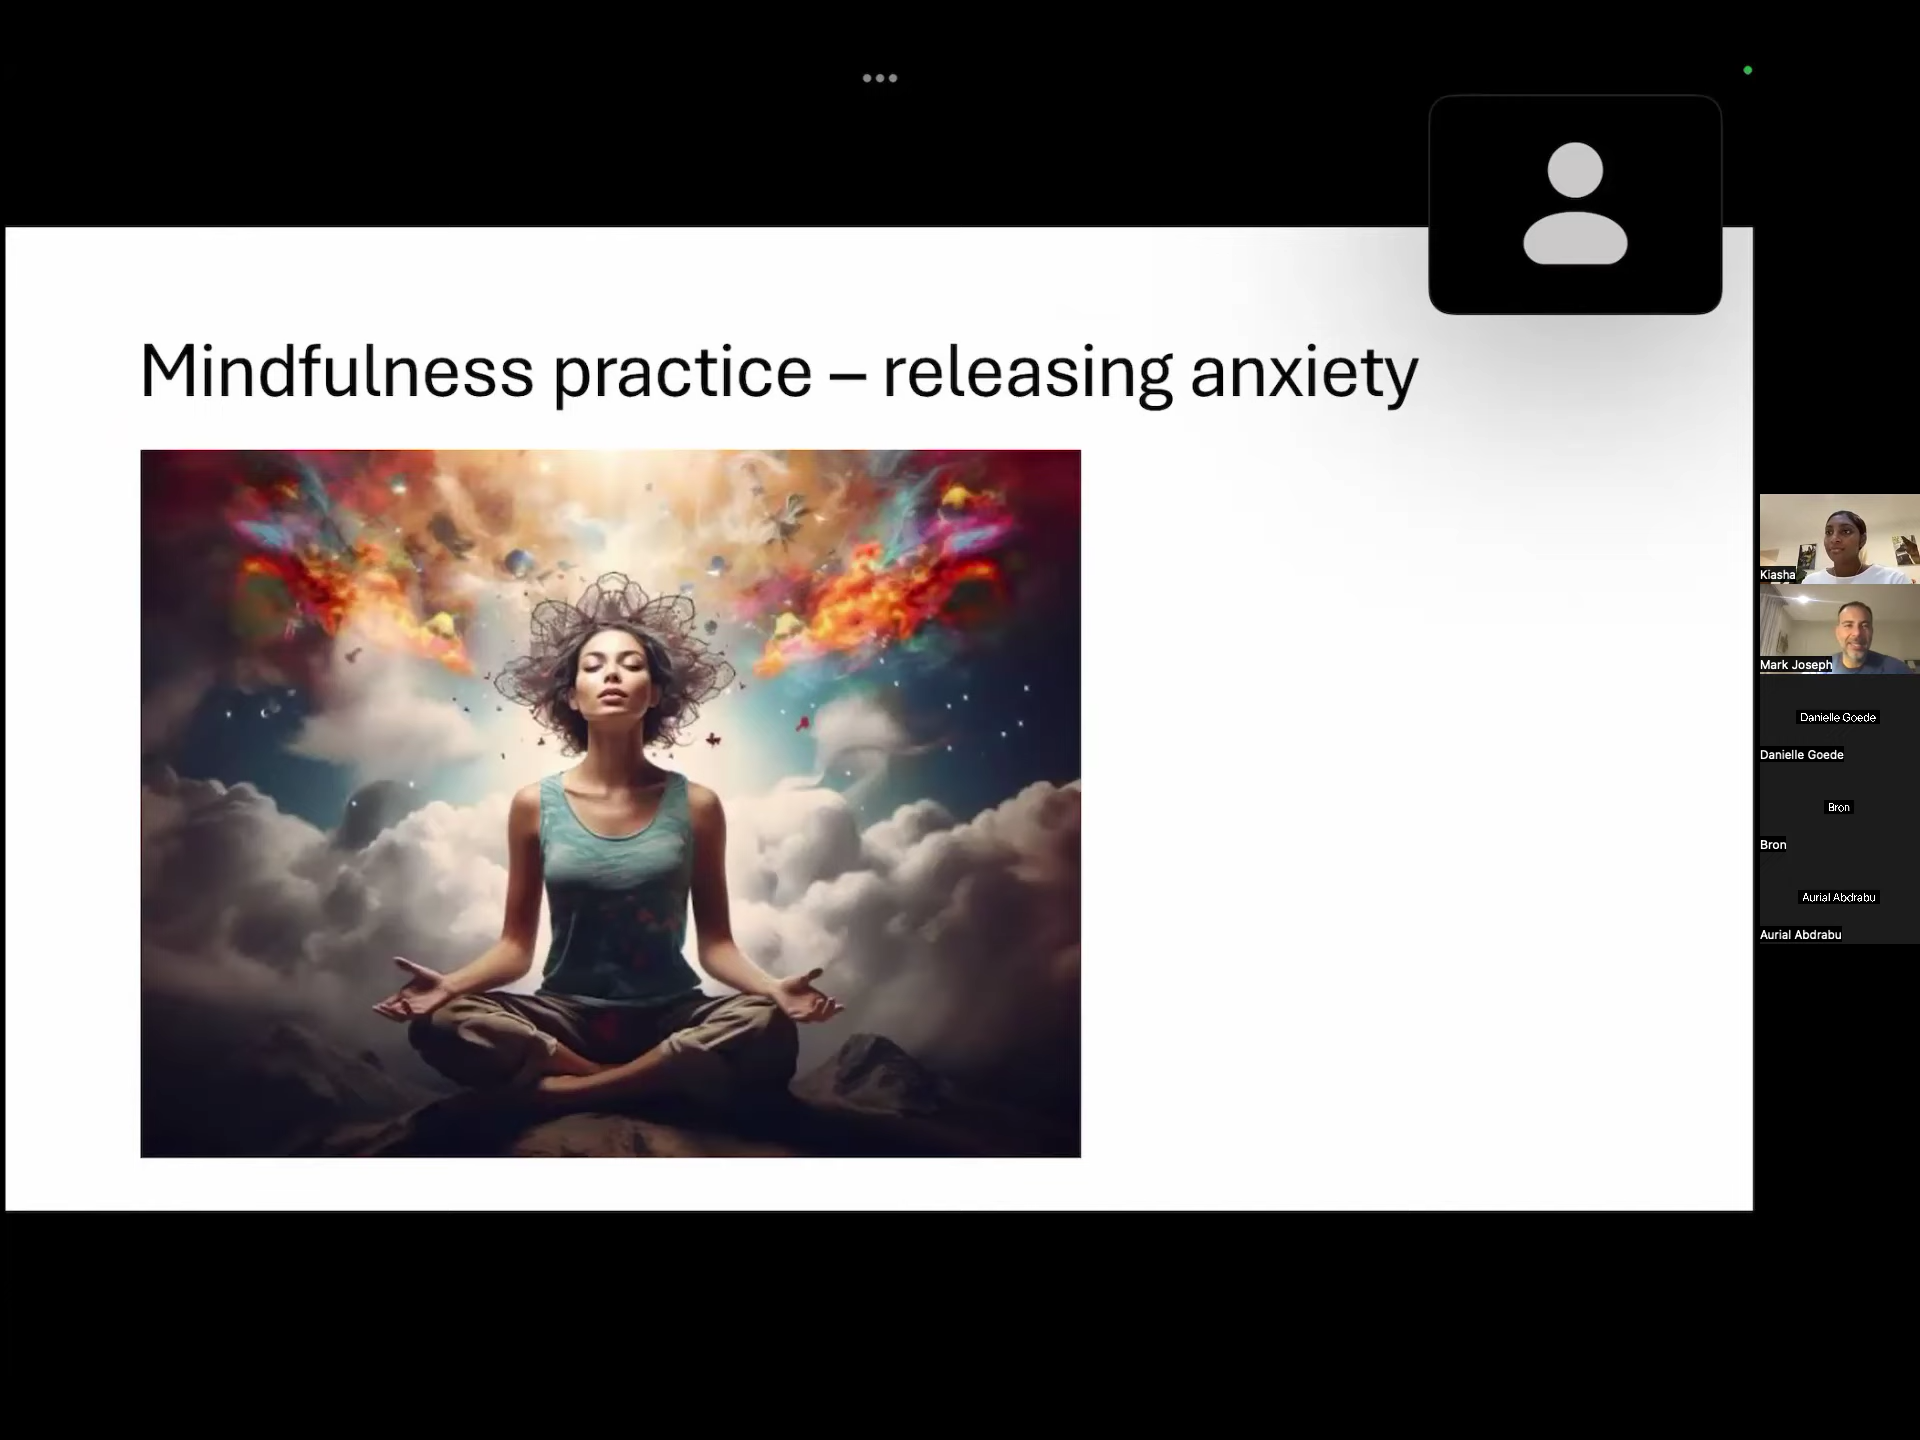 Mindfulness practice – releasing anxiety
Kiasha
Mark Joseph
Danielle Goede
Danielle Goede
Bron
Bron
Aurial Abdrabu
Aurial Abdrabu